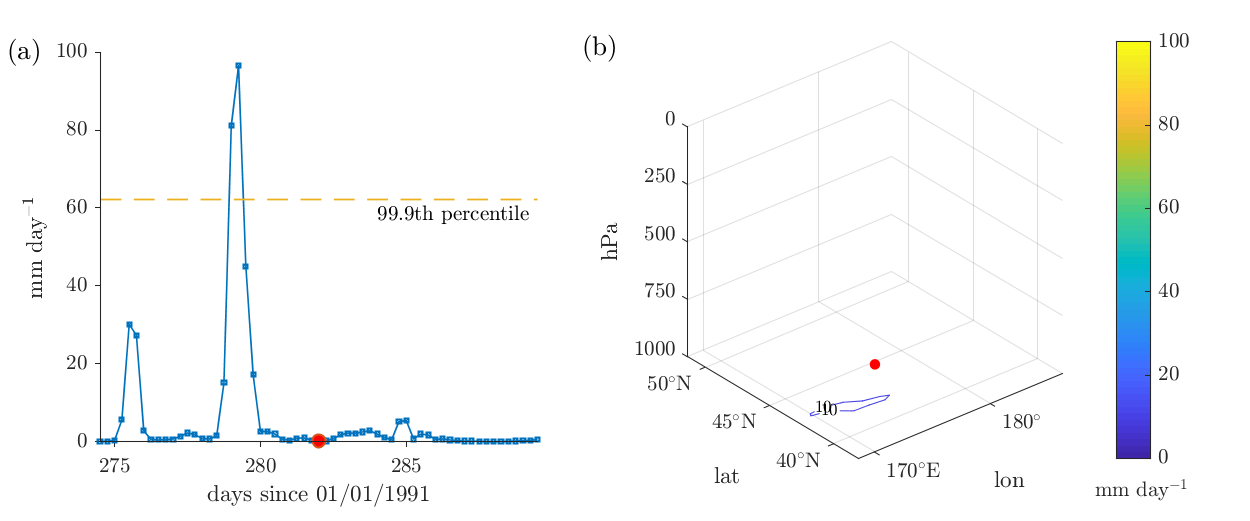 (a)
100
80
60
40
20
0
mm day⁻¹
99.9th percentile
275
280
285
days since 01/01/1991
(b)
0
250
500
750
1000
hPa
50°N
45°N
40°N
lat
170°E
180°
lon
10
10
100
80
60
40
20
0
mm day⁻¹